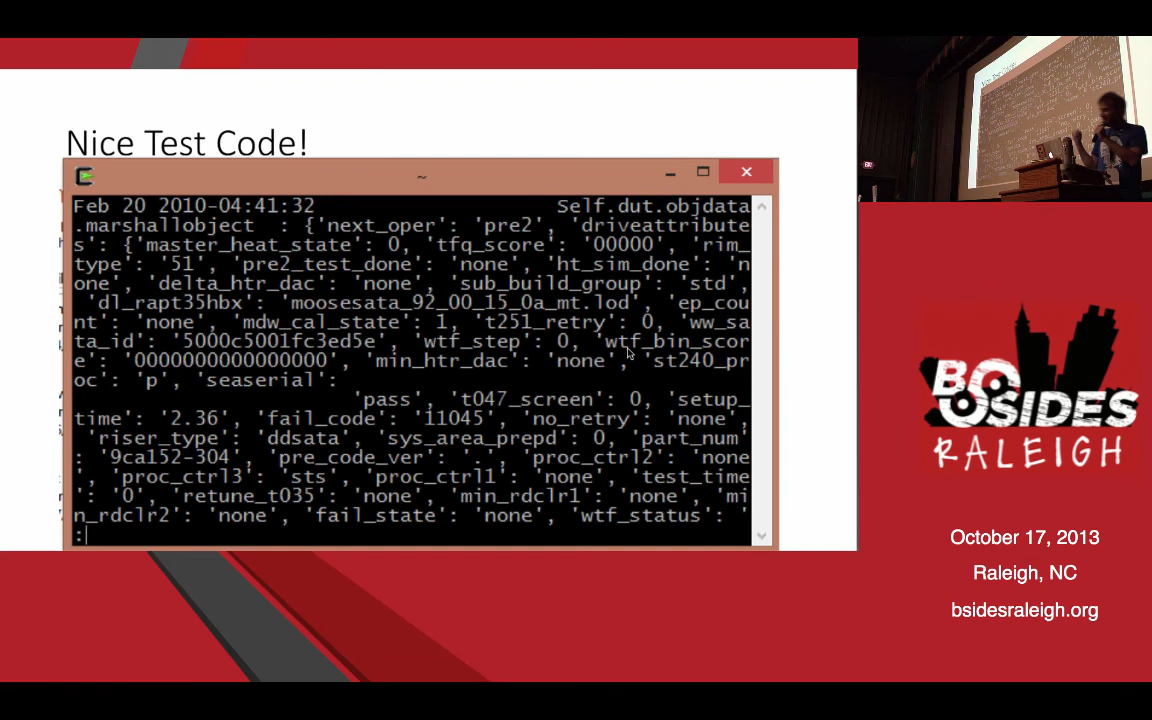 Nice Test Code!
~
Feb 20 2010-04:41:32 Self.dut.objdata
.marshallobject : {'next_oper': 'pre2', 'driveattribute
s': {'master_heat_state': 0, 'tfq_score': '00000', 'rim_
type': '51', 'pre2_test_done': 'none', 'ht_sim_done': 'n
one', 'delta_htr_dac': 'none', 'sub_build_group': 'std',
'dl_rapt35hbx': 'moosesata_92_00_15_0a_mt.lod', 'ep_cou
nt': 'none', 'mdw_cal_state': 1, 't251_retry': 0, 'ww_sa
ta_id': '5000c5001fc3ed5e', 'wtf_step': 0, 'wtf_bin_scor
e': '0000000000000000', 'min_htr_dac': 'none', 'st240_pr
oc': 'p', 'seaserial':
'pass', 't047_screen': 0, 'setup_
time': '2.36', 'fail_code': '11045', 'no_retry': 'none',
'riser_type': 'ddsata', 'sys_area_prepd': 0, 'part_num'
: '9ca152-304', 'pre_code_ver': '.', 'proc_ctrl2': 'none
', 'proc_ctrl3': 'sts', 'proc_ctrl1': 'none', 'test_time
': '0', 'retune_t035': 'none', 'min_rdclr1': 'none', 'mi
n_rdclr2': 'none', 'fail_state': 'none', 'wtf_status': '
:
BSIDES
RALEIGH
October 17, 2013
Raleigh, NC
bsidesraleigh.org